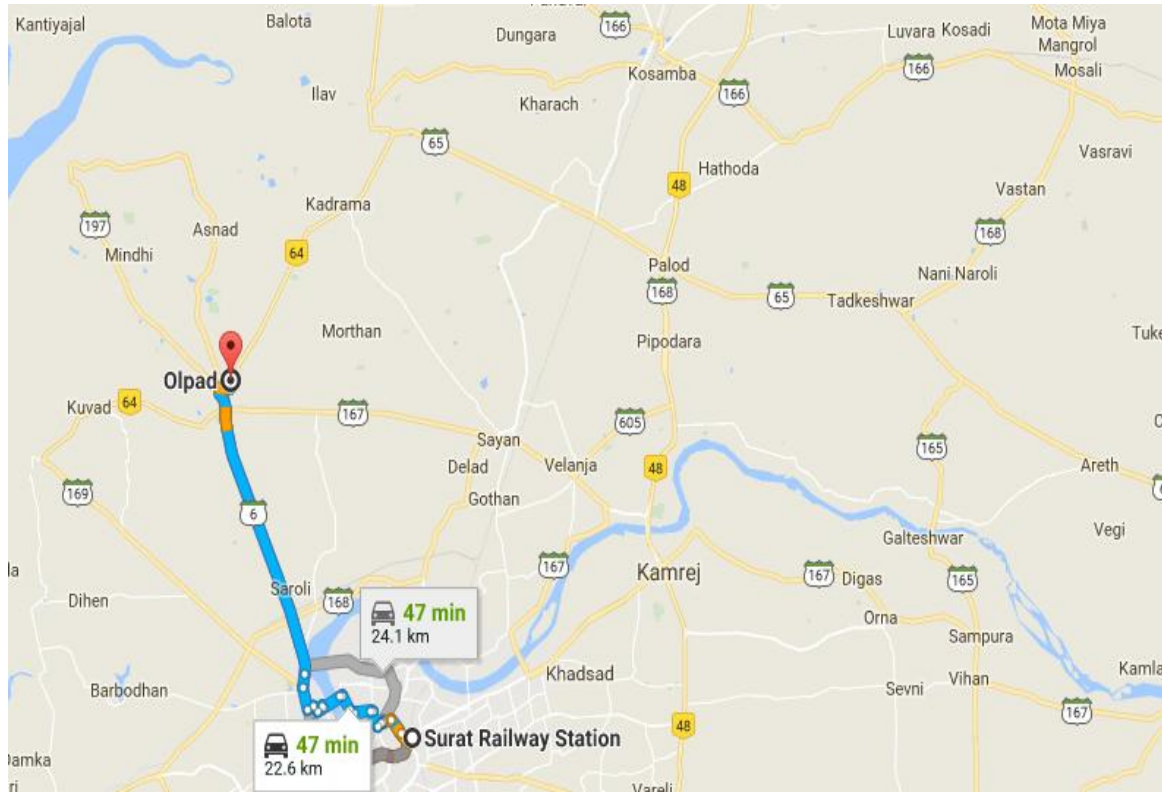 Kantiyajal
Balota
Dungara
166
Luvara Kosadi
Mota Miya
Mangrol
Kosamba
166
Mosali
Ilav
Kharach
166
65
Vasravi
Hathoda
48
Vastan
Kadrama
197
Asnad
168
Mindhi
64
Palod
Nani Naroli
168
65
Tadkeshwar
Morthan
Pipodara
Tuke
Olpad
Kuvad
64
167
605
Sayan
165
Delad
Velanja
48
Areth
169
Gothan
6
Vegi
Galteshwar
167
Kamrej
167
Digas
165
Saroli
Dihen
168
47 min
24.1 km
Orna
Sampura
Khadsad
Kamla
Barbodhan
Sevni
Vihan
167
48
Surat Railway Station
47 min
22.6 km
Damka
Vareli